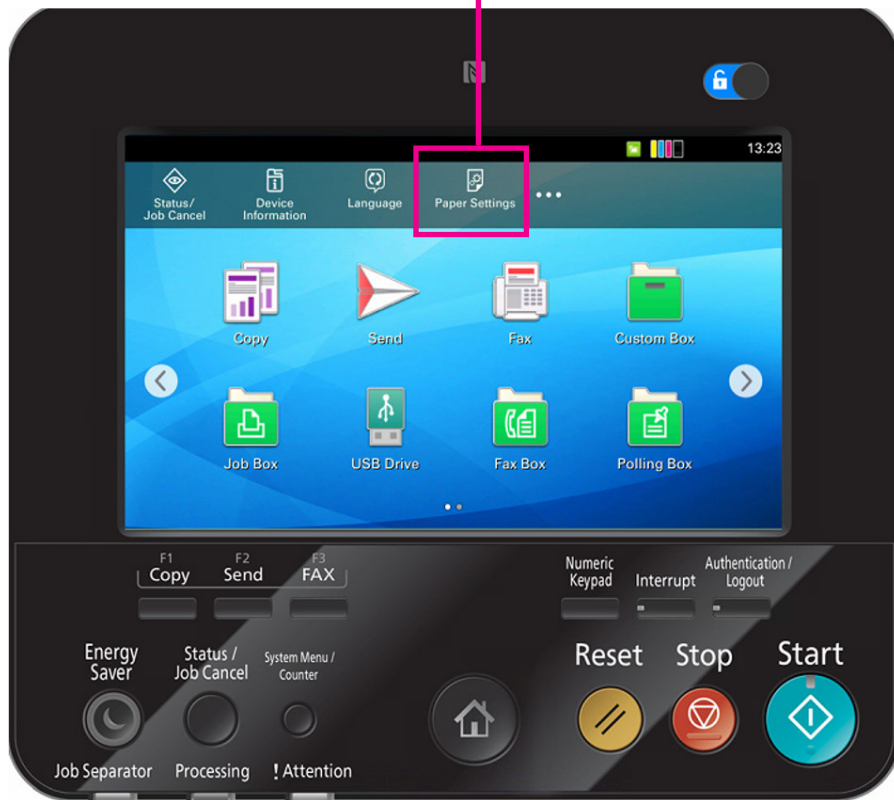 13:23
Status/
Job Cancel
Device
Information
Language
Paper Settings
Copy
Send
Fax
Custom Box
Job Box
USB Drive
Fax Box
Polling Box
F1
Copy
F2
Send
F3
FAX
Numeric
Keypad
Interrupt
Authentication /
Logout
Energy
Saver
Status /
Job Cancel
System Menu /
Counter
Reset
Stop
Start
Job Separator
Processing
! Attention